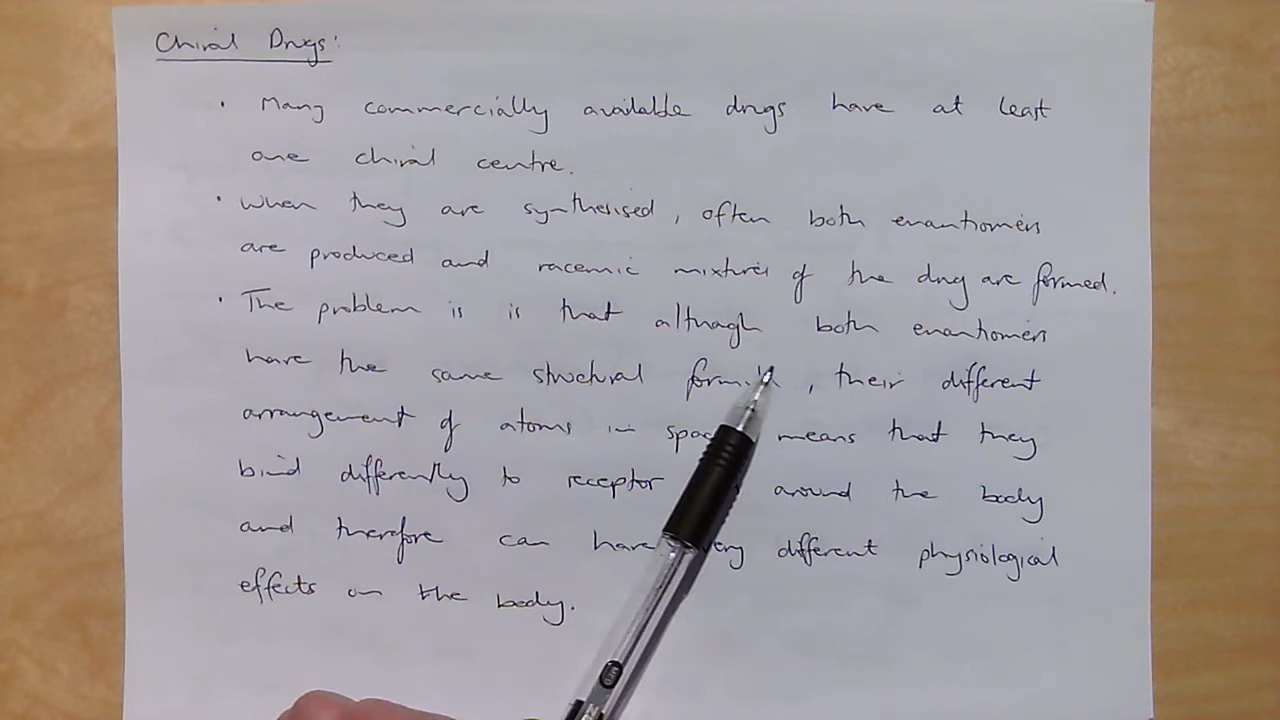 Chiral Drugs:
· Many commercially available drugs have at least
one chiral centre.
· When they are synthesised, often both enantiomers
are produced and racemic mixtures of the drug are formed.
· The problem is is that although both enantiomers
have the same structural , their different
arrangement of atoms in means that they
bind differently to receptor around the body
and therefore can have very different physiological
effects on the body.